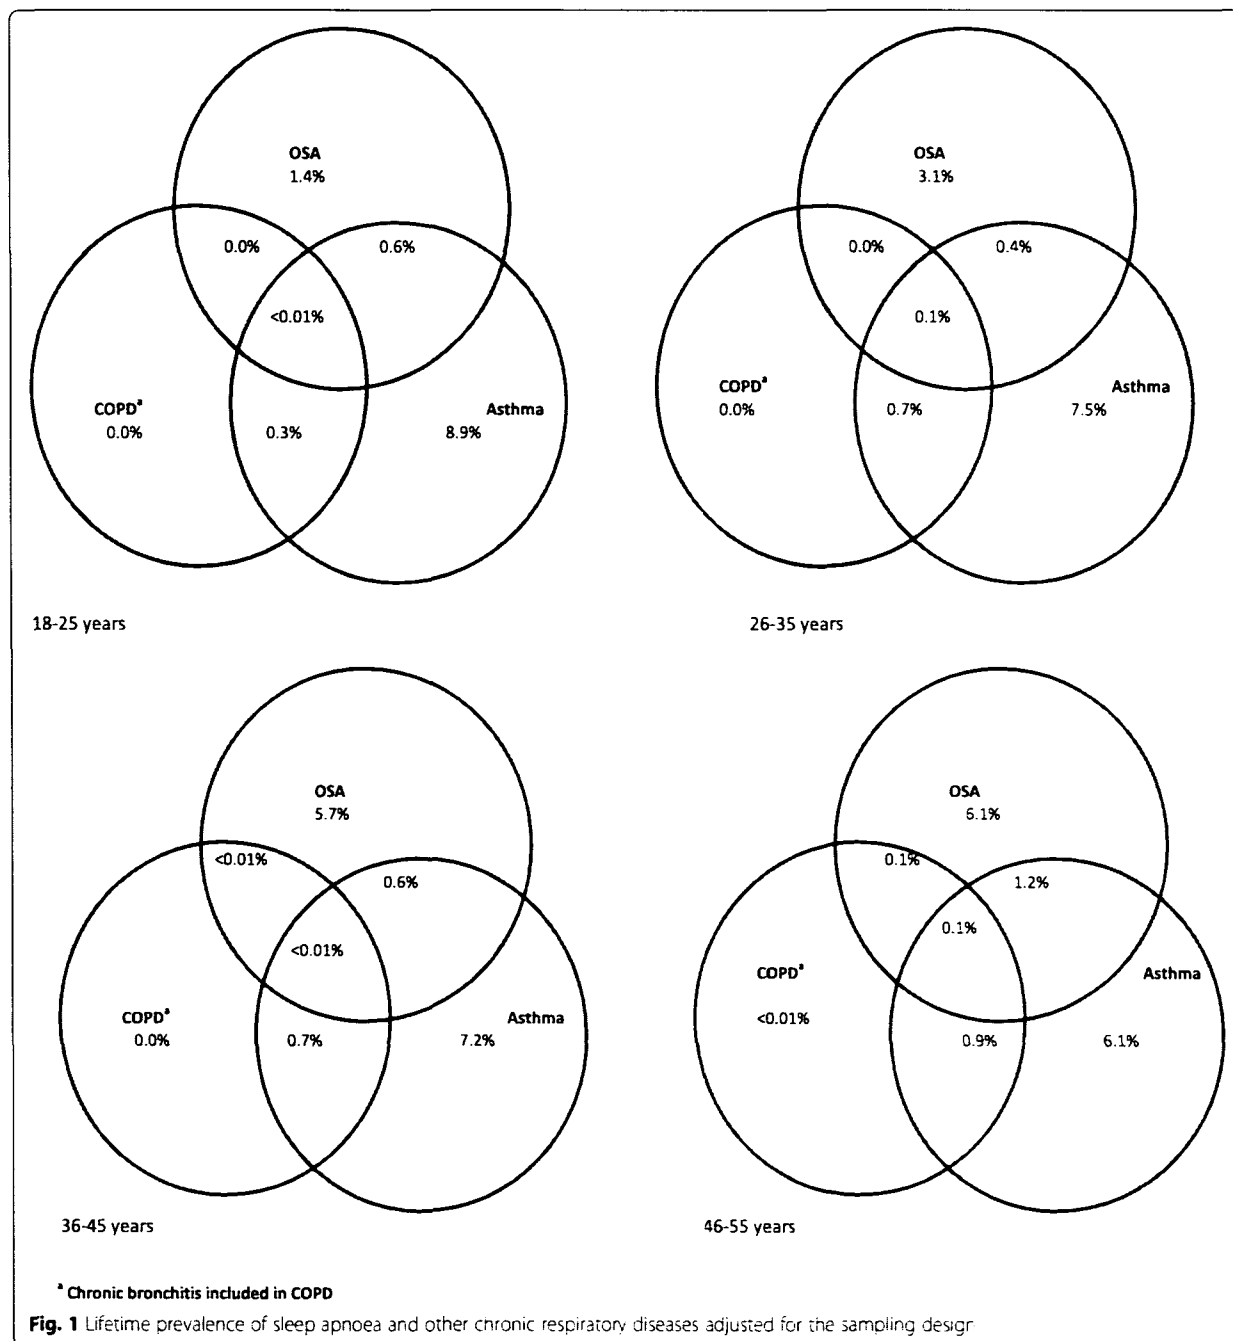 OSA
1.4%
0.0%
0.6%
<0.01%
COPDª
0.0%
0.3%
Asthma
8.9%
18-25 years
OSA
3.1%
0.0%
0.4%
0.1%
COPDª
0.0%
0.7%
Asthma
7.5%
26-35 years
OSA
5.7%
<0.01%
0.6%
<0.01%
COPDª
0.0%
0.7%
Asthma
7.2%
36-45 years
OSA
6.1%
0.1%
1.2%
0.1%
COPDª
<0.01%
0.9%
Asthma
6.1%
46-55 years
ª Chronic bronchitis included in COPD
Fig. 1 Lifetime prevalence of sleep apnoea and other chronic respiratory diseases adjusted for the sampling design